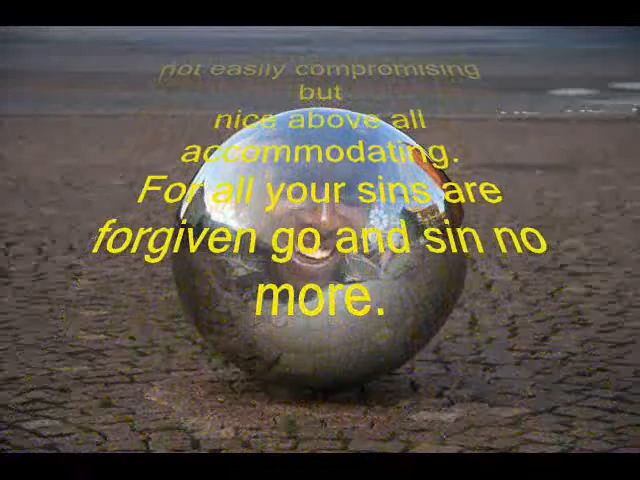 not easily compromising
but
nice above all
accommodating.
For all your sins are
forgiven go and sin no
more.